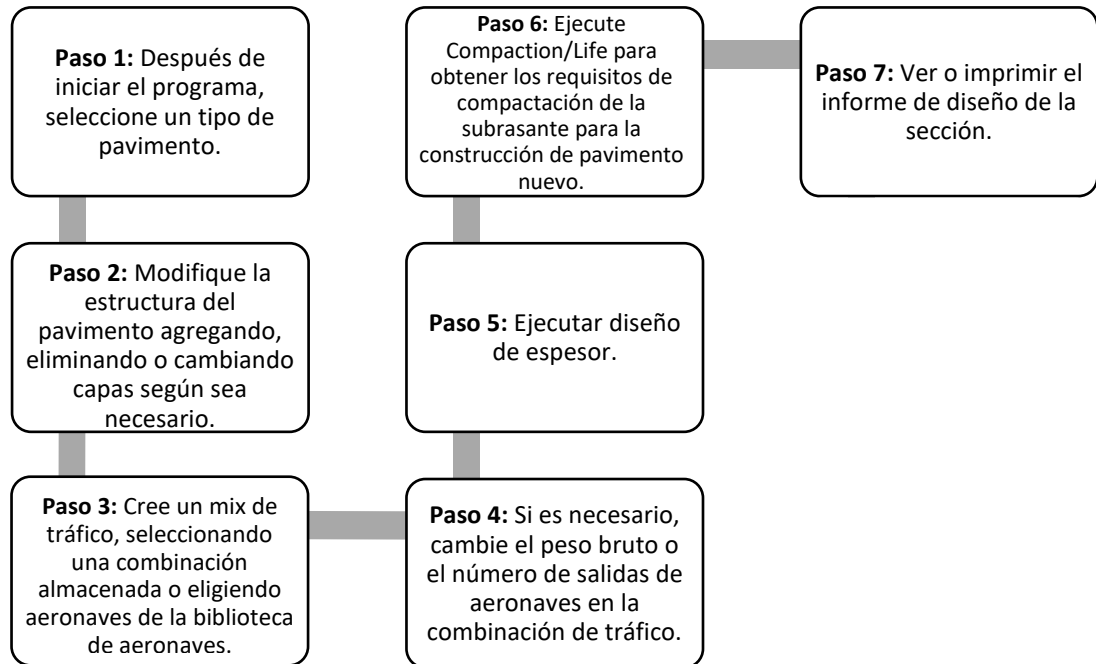 Paso 1: Después de
iniciar el programa,
seleccione un tipo de
pavimento.
Paso 2: Modifique la
estructura del
pavimento agregando,
eliminando o cambiando
capas según sea
necesario.
Paso 3: Cree un mix de
tráfico, seleccionando
una combinación
almacenada o eligiendo
aeronaves de la biblioteca
de aeronaves.
Paso 4: Si es necesario,
cambie el peso bruto o
el número de salidas de
aeronaves en la
combinación de tráfico.
Paso 5: Ejecutar diseño
de espesor.
Paso 6: Ejecute
Compaction/Life para
obtener los requisitos de
compactación de la
subrasante para la
construcción de pavimento
nuevo.
Paso 7: Ver o imprimir el
informe de diseño de la
sección.